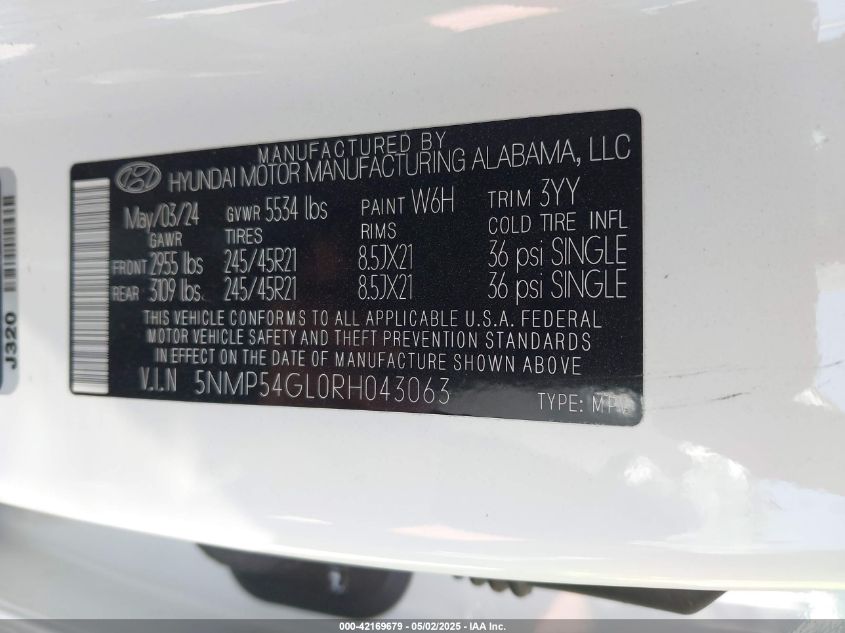 MANUFACTURED BY
HYUNDAI MOTOR MANUFACTURING ALABAMA, LLC
May/03/24 GVWR 5534 lbs PAINT W6H TRIM 3YY
GAWR TIRES RIMS COLD TIRE INFL
FRONT 2955 lbs 245/45R21 8.5JX21 36 psi SINGLE
REAR 3109 lbs 245/45R21 8.5JX21 36 psi SINGLE
THIS VEHICLE CONFORMS TO ALL APPLICABLE U.S.A. FEDERAL
MOTOR VEHICLE SAFETY AND THEFT PREVENTION STANDARDS
IN EFFECT ON THE DATE OF MANUFACTURE SHOWN ABOVE
V.I.N 5NMP54GL0RH043063
TYPE: MPV
J320
000-42169679 - 05/02/2025 - IAA Inc.